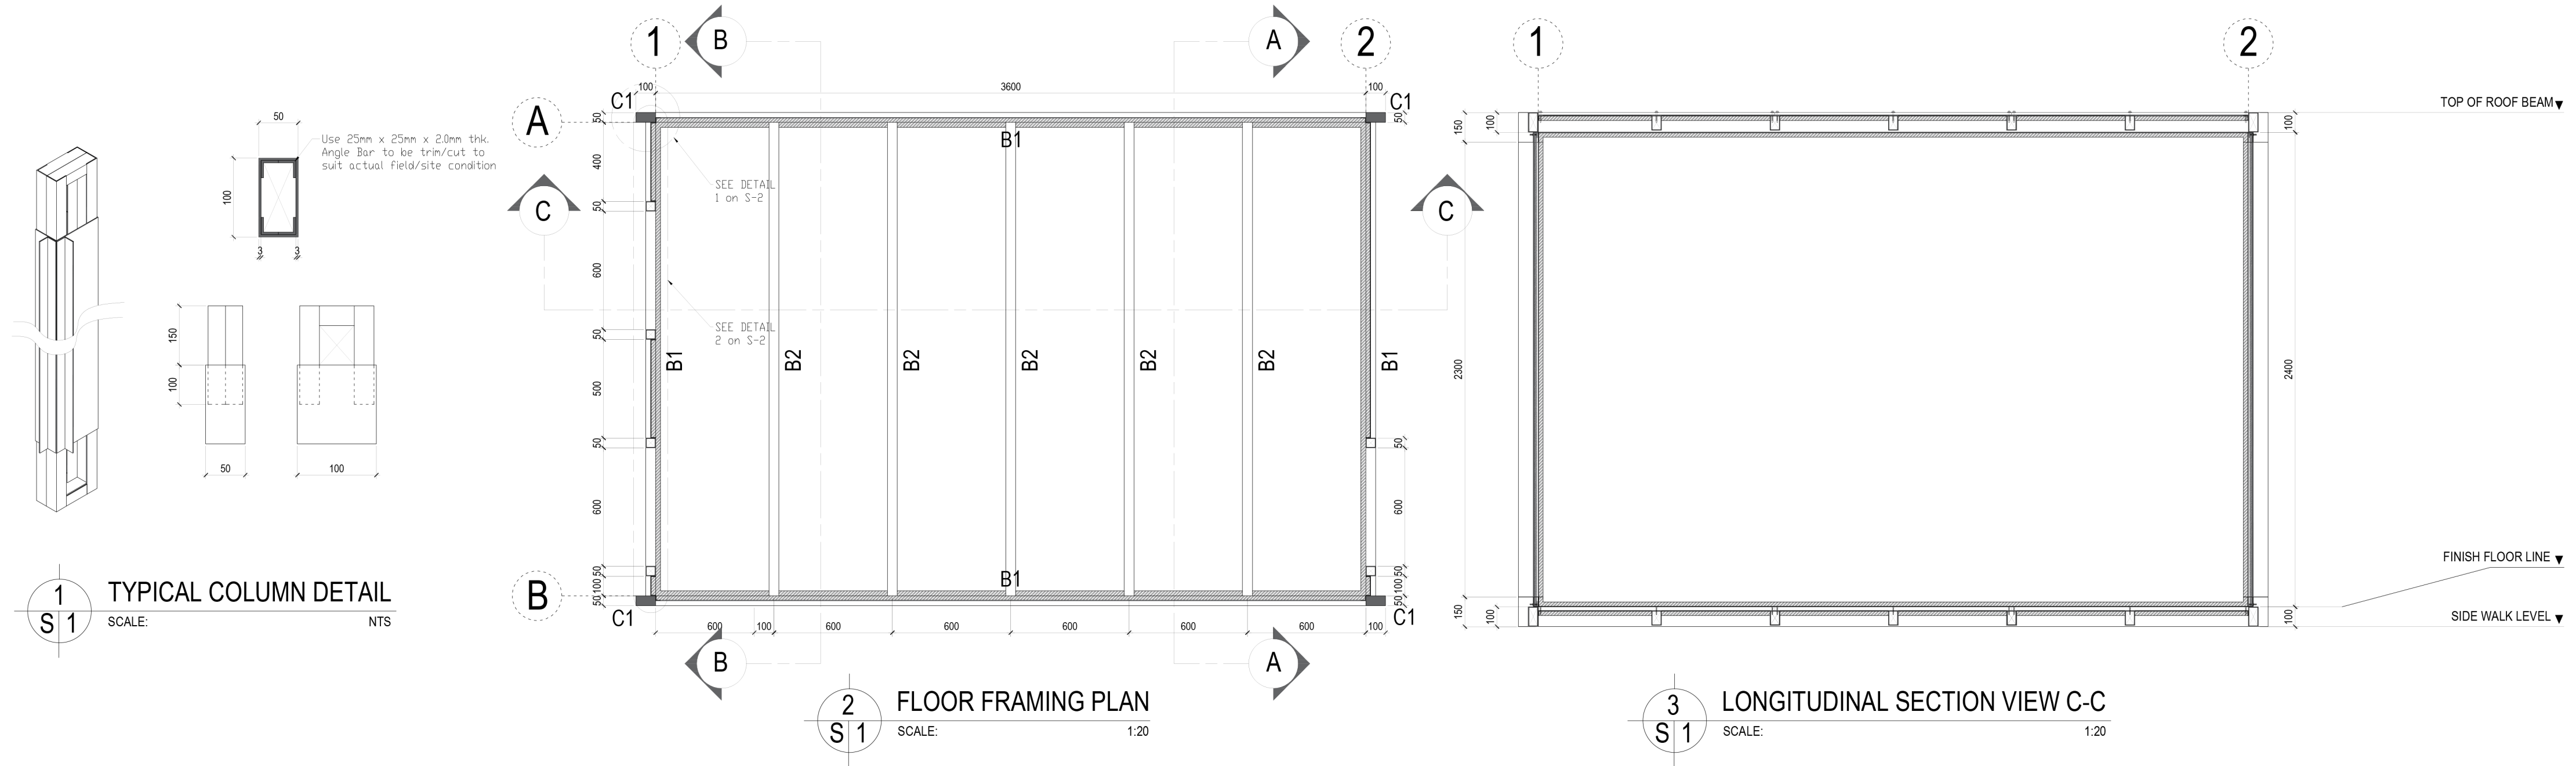 50
Use 25mm x 25mm x 2.0mm thk.
Angle Bar to be trim/cut to
suit actual field/site condition
100
3
3
150
100
50
100
1
S 1
TYPICAL COLUMN DETAIL
SCALE:
NTS
1
B
A
2
100
3600
100
C1
C1
A
50
50
B1
400
SEE DETAIL
1 on S-2
50
C
C
600
50
SEE DETAIL
2 on S-2
B1
B2
B2
B2
B2
B2
B1
500
50
50
600
600
50
50
B
100
100
B1
50
50
C1
C1
600
100
600
600
600
600
600
100
B
A
2
S 1
FLOOR FRAMING PLAN
SCALE:
1:20
1
2
TOP OF ROOF BEAM
150
100
100
2300
2400
FINISH FLOOR LINE
150
100
100
SIDE WALK LEVEL
3
S 1
LONGITUDINAL SECTION VIEW C-C
SCALE:
1:20